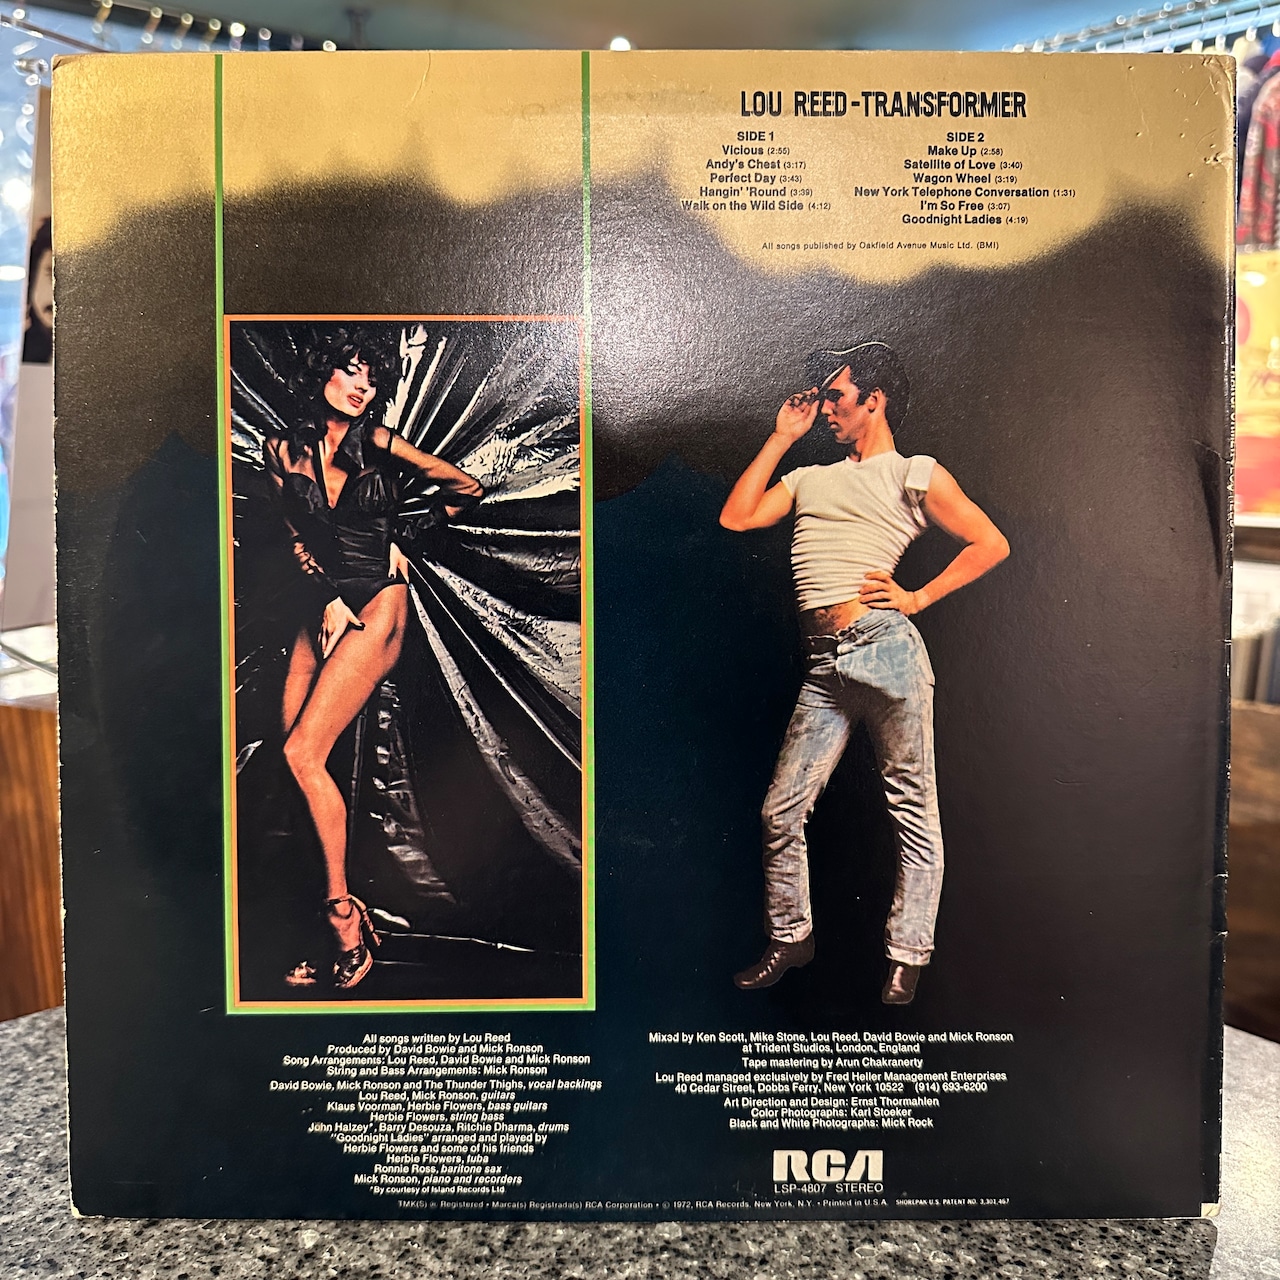 LOU REED-TRANSFORMER
SIDE 1
Vicious (2:55)
Andy's Chest (3:17)
Perfect Day (3:43)
Hangin' 'Round (3:39)
Walk on the Wild Side (4:12)
SIDE 2
Make Up (2:58)
Satellite of Love (3:40)
Wagon Wheel (3:19)
New York Telephone Conversation (1:31)
I'm So Free (3:07)
Goodnight Ladies (4:19)
All songs published by Oakfield Avenue Music Ltd. (BMI)
All songs written by Lou Reed
Produced by David Bowie and Mick Ronson
Song Arrangements: Lou Reed, David Bowie and Mick Ronson
String and Bass Arrangements: Mick Ronson
David Bowie, Mick Ronson and The Thunder Thighs, vocal backings
Lou Reed, Mick Ronson, guitars
Klaus Voorman, Herbie Flowers, bass guitars
Herbie Flowers, string bass
John Halzey*, Barry Desouza, Ritchie Dharma, drums
"Goodnight Ladies" arranged and played by
Herbie Flowers and some of his friends
Herbie Flowers, tuba
Ronnie Ross, baritone sax
Mick Ronson, piano and recorders
*By courtesy of Island Records Ltd.
Mixed by Ken Scott, Mike Stone, Lou Reed, David Bowie and Mick Ronson
at Trident Studios, London, England
Tape mastering by Arun Chakranerty
Lou Reed managed exclusively by Fred Heller Management Enterprises
40 Cedar Street, Dobbs Ferry, New York 10522 (914) 693-6200
Art Direction and Design: Ernst Thormahlen
Color Photographs: Karl Stoeker
Black and White Photographs: Mick Rock
RCA
LSP-4807 STEREO
TMK(S) ® Registered • Marca(s) Registrada(s) RCA Corporation • © 1972, RCA Records, New York, N.Y. • Printed in U.S.A. SHOREPAK U.S. PATENT NO. 3,301,467